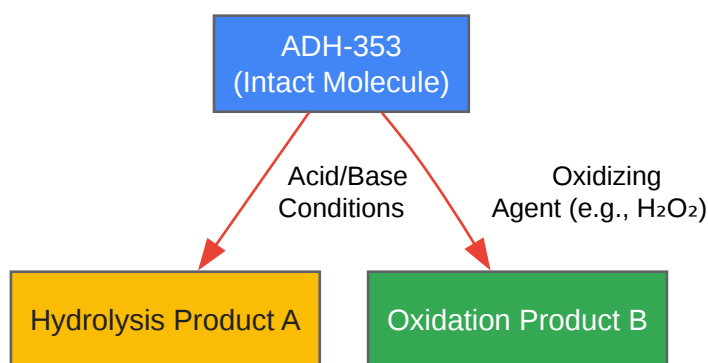 ADH-353
(Intact Molecule)
Acid/Base
Conditions
Oxidizing
Agent (e.g., H₂O₂)
Hydrolysis Product A
Oxidation Product B